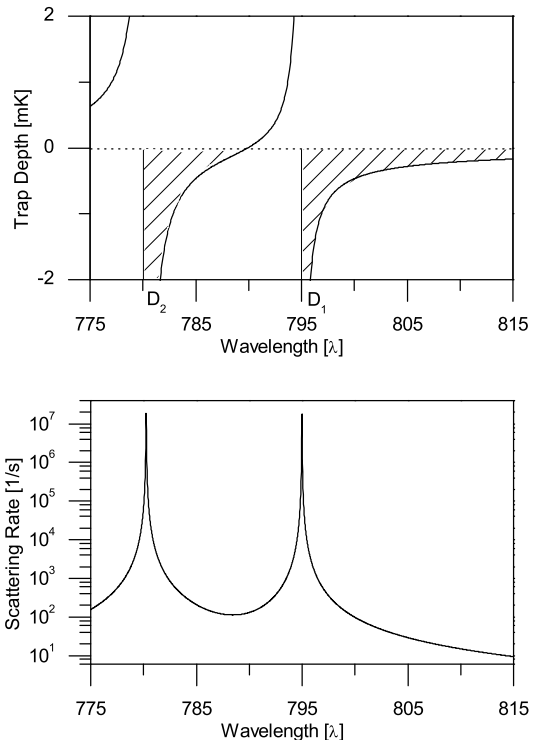 2
0
-2
Trap Depth [mK]
D2
D1
775 785 795 805 815
Wavelength [λ]
10^7
10^6
10^5
10^4
10^3
10^2
10^1
Scattering Rate [1/s]
775 785 795 805 815
Wavelength [λ]